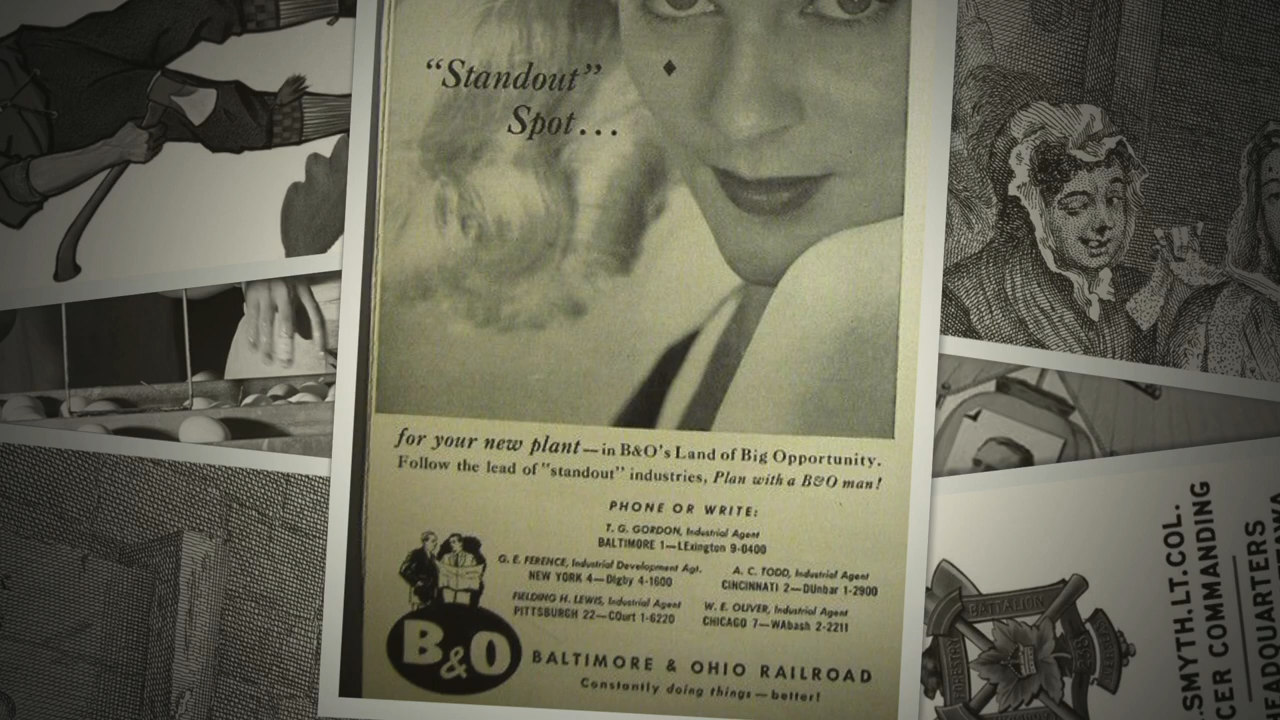 “Standout”
Spot...
for your new plant—in B&O's Land of Big Opportunity.
Follow the lead of "standout" industries, Plan with a B&O man!
PHONE OR WRITE:
T. G. GORDON, Industrial Agent
BALTIMORE 1—LExington 9-0400
G. E. FERENCE, Industrial Development Agt.
NEW YORK 4—DIgby 4-1600
A. C. TODD, Industrial Agent
CINCINNATI 2—DUnbar 1-2900
FIELDING H. LEWIS, Industrial Agent
PITTSBURGH 22—COurt 1-6220
W. E. OLIVER, Industrial Agent
CHICAGO 7—WAbash 2-2211
B&O
BALTIMORE & OHIO RAILROAD
Constantly doing things—better!
.SMYTH. LT. COL.
CER COMMANDING
EADQUARTERS
BATTALION